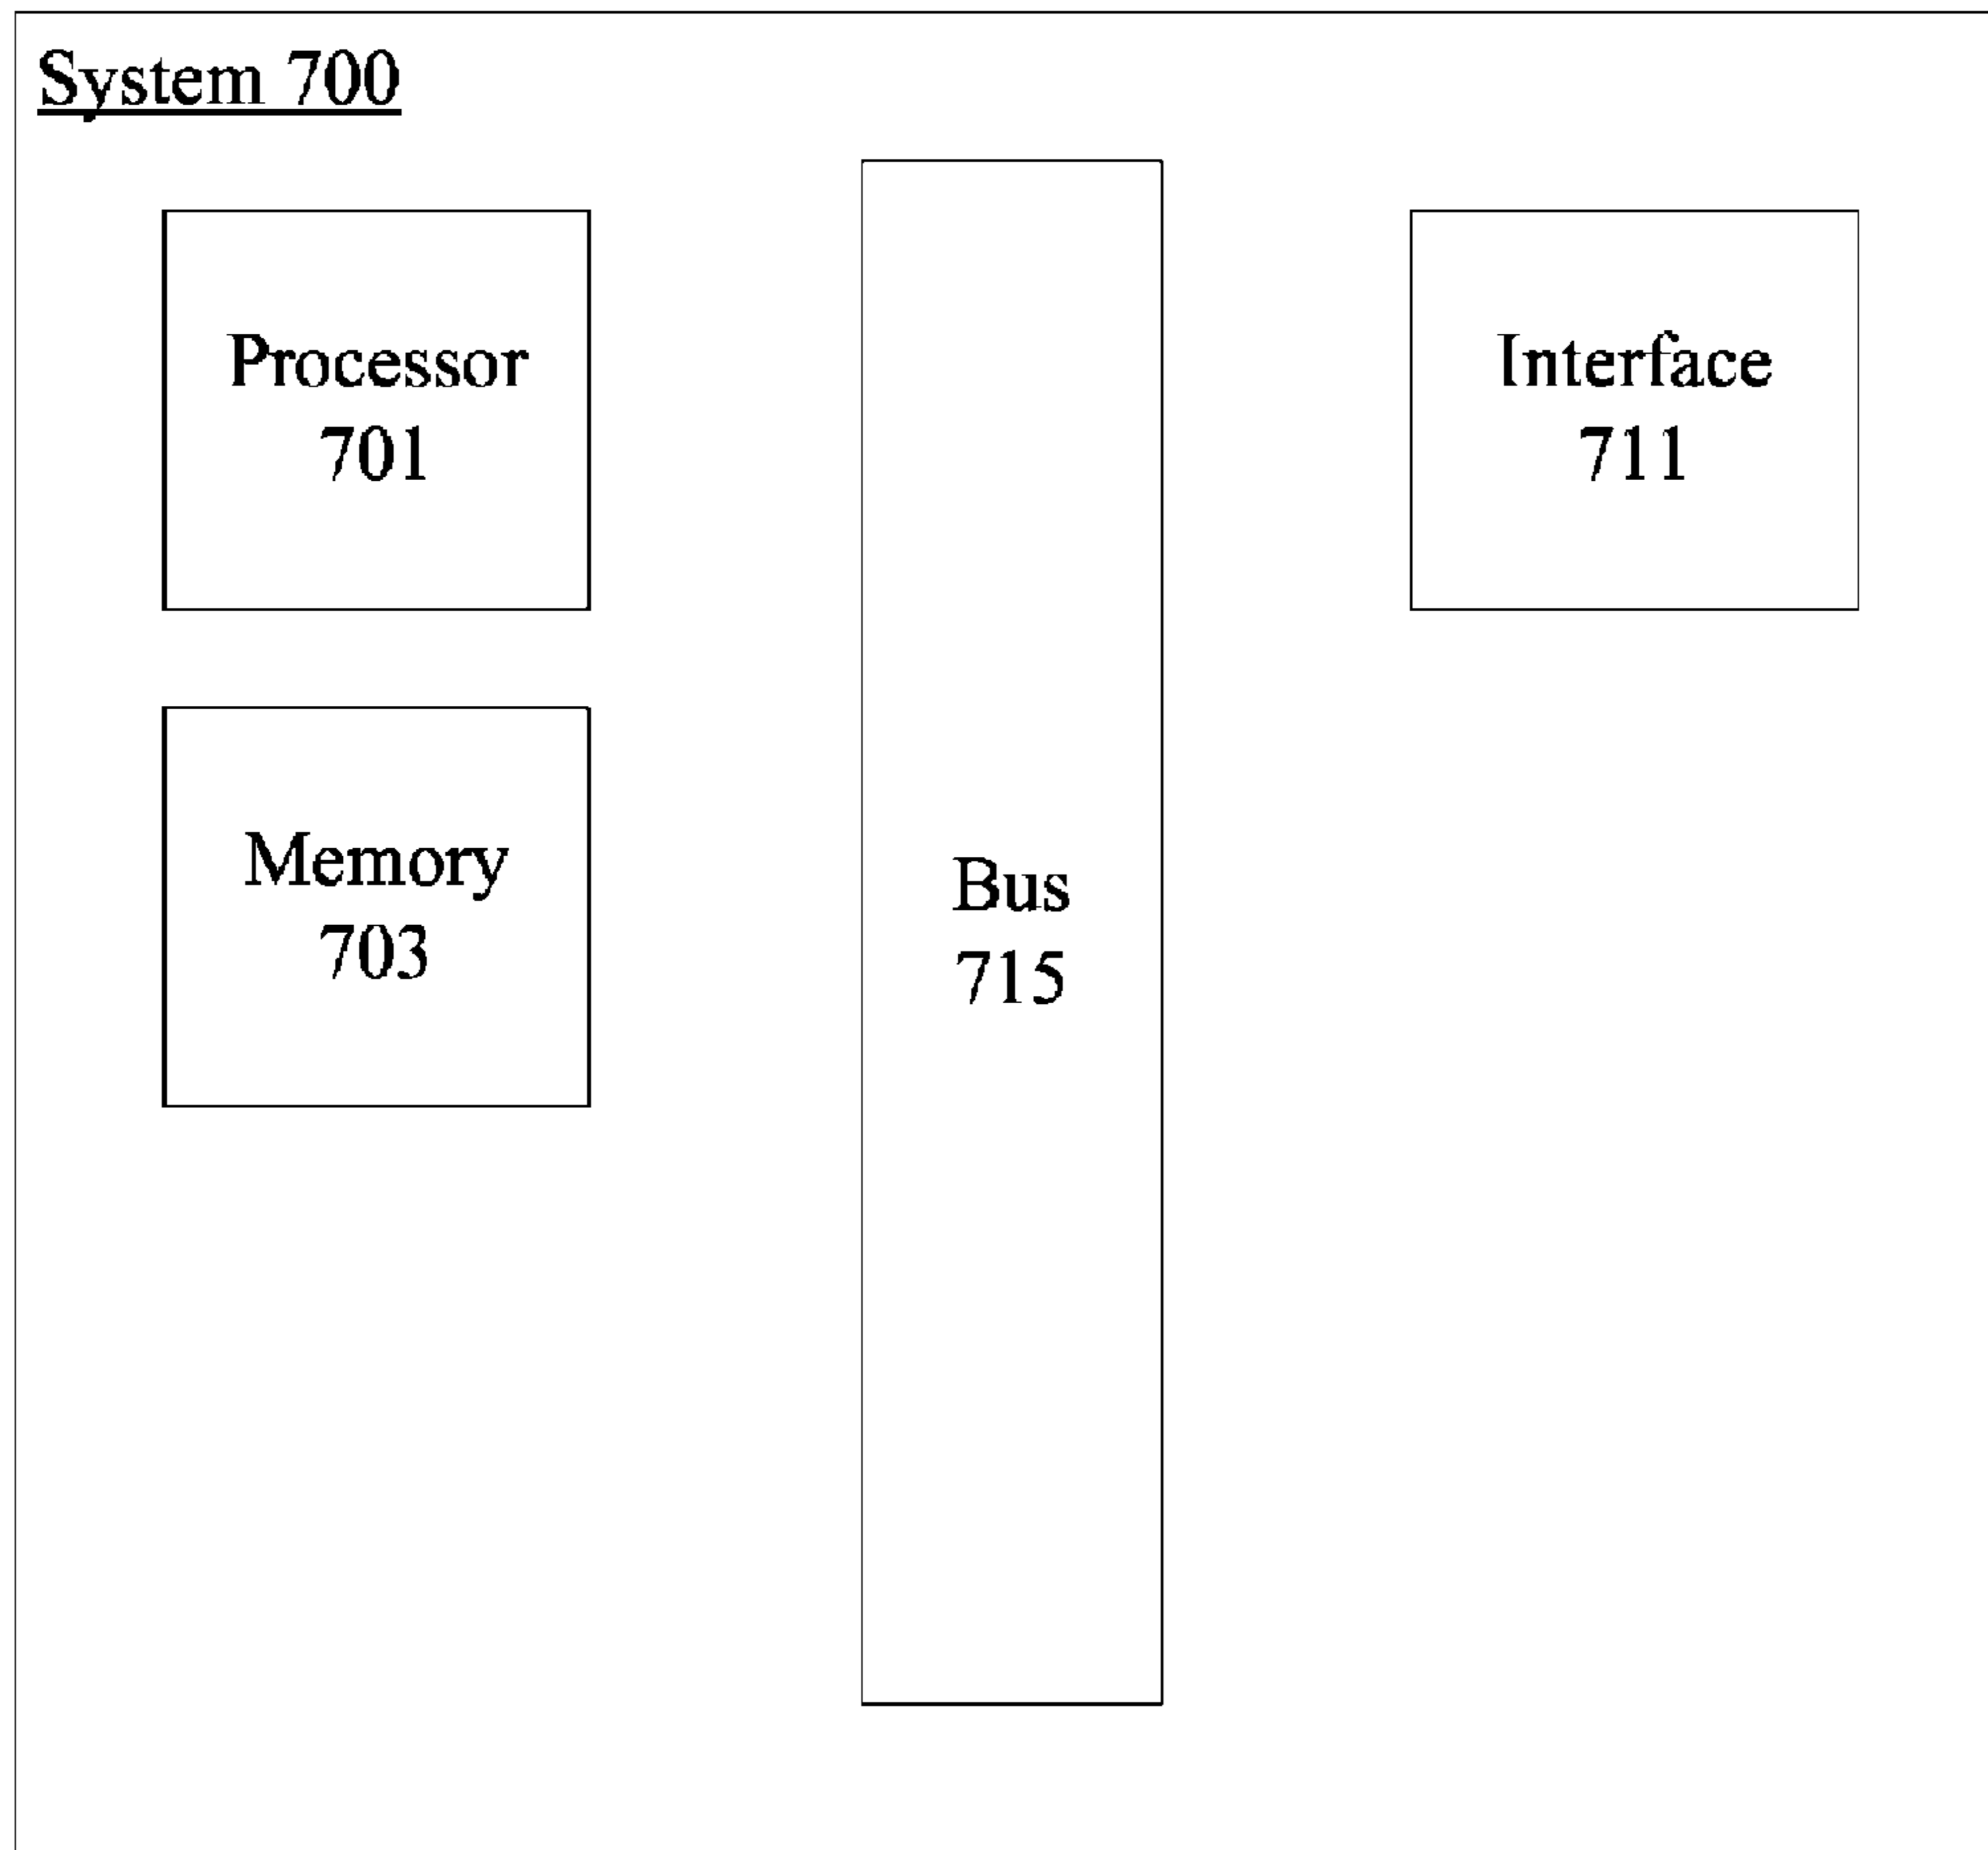 System 700
Processor
701
Interface
711
Memory
703
Bus
715